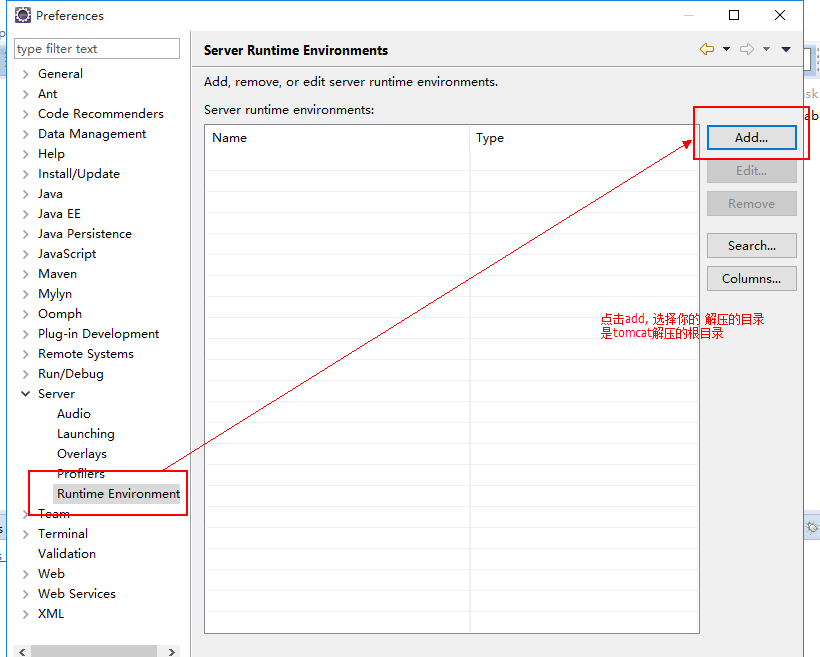 Preferences
type filter text
General
Ant
Code Recommenders
Data Management
Help
Install/Update
Java
Java EE
Java Persistence
JavaScript
Maven
Mylyn
Oomph
Plug-in Development
Remote Systems
Run/Debug
Server
Audio
Launching
Overlays
Profilers
Runtime Environment
Team
Terminal
Validation
Web
Web Services
XML
Server Runtime Environments
Add, remove, or edit server runtime environments.
Server runtime environments:
Name Type
Add...
Edit...
Remove
Search...
Columns...
点击add, 选择你的 解压的目录
是tomcat解压的根目录